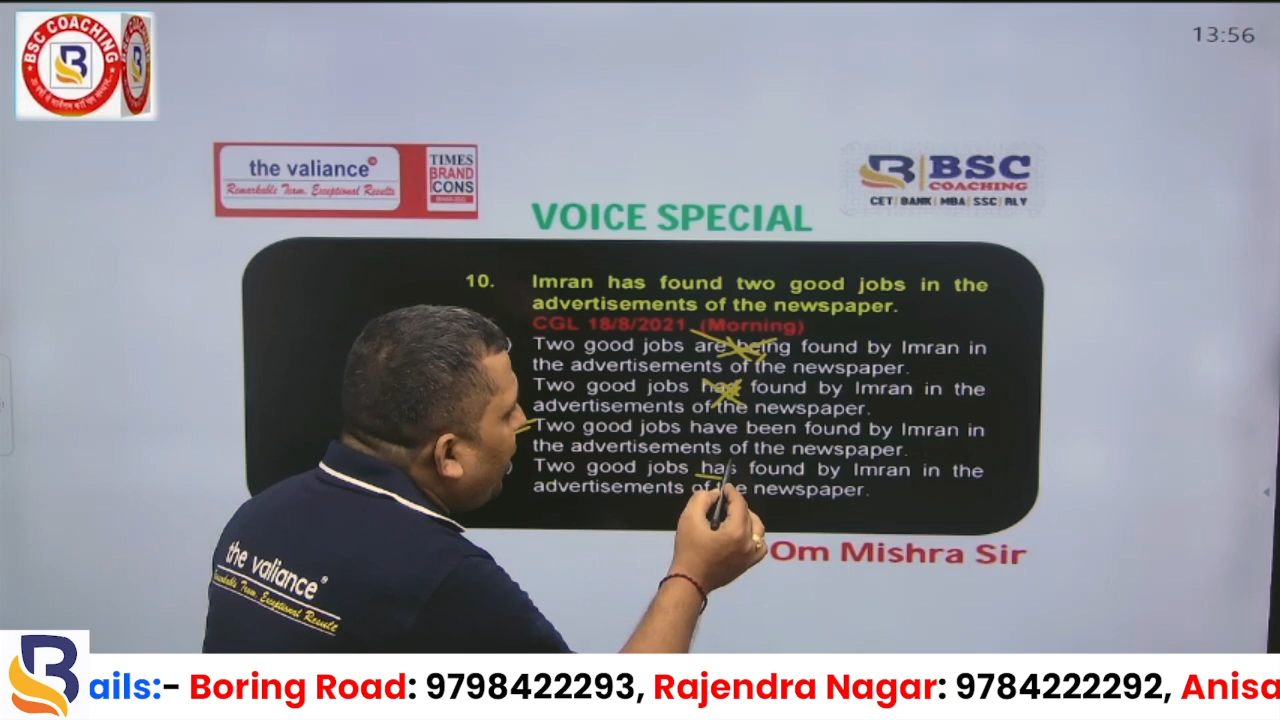 BSC COACHING
13:56
the valiance
Remarkable Team, Exceptional Results
TIMES
BRAND
ICONS
BSC
COACHING
CET | BANK | MBA | SSC | RLY
VOICE SPECIAL
10. Imran has found two good jobs in the
advertisements of the newspaper.
CGL 18/8/2021 (Morning)
Two good jobs are being found by Imran in
the advertisements of the newspaper.
Two good jobs has found by Imran in the
advertisements of the newspaper.
Two good jobs have been found by Imran in
the advertisements of the newspaper.
Two good jobs has found by Imran in the
advertisements of the newspaper.
Om Mishra Sir
the valiance
Remarkable Team, Exceptional Result
ails:- Boring Road: 9798422293, Rajendra Nagar: 9784222292, Anisa